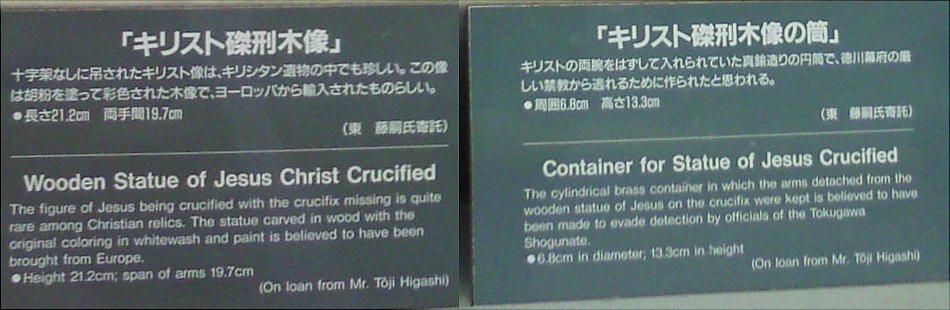 「キリスト磔刑木像」
十字架なしに吊されたキリスト像は、キリシタン遺物の中でも珍しい。この像
は胡粉を塗って彩色された木像で、ヨーロッパから輸入されたものらしい。
●長さ21.2cm 両手間19.7cm
(東 藤嗣氏寄託)
Wooden Statue of Jesus Christ Crucified
The figure of Jesus being crucified with the crucifix missing is quite
rare among Christian relics. The statue carved in wood with the
original coloring in whitewash and paint is believed to have been
brought from Europe.
●Height 21.2cm; span of arms 19.7cm
(On loan from Mr. Tōji Higashi)
「キリスト磔刑木像の筒」
キリストの両腕をはずして入れられていた真鍮造りの円筒で、徳川幕府の厳
しい禁教から逃れるために作られたと思われる。
●周囲6.8cm 高さ13.3cm
(東 藤嗣氏寄託)
Container for Statue of Jesus Crucified
The cylindrical brass container in which the arms detached from the
wooden statue of Jesus on the crucifix were kept is believed to have
been made to evade detection by officials of the Tokugawa
Shogunate.
●6.8cm in diameter; 13.3cm in height
(On loan from Mr. Tōji Higashi)